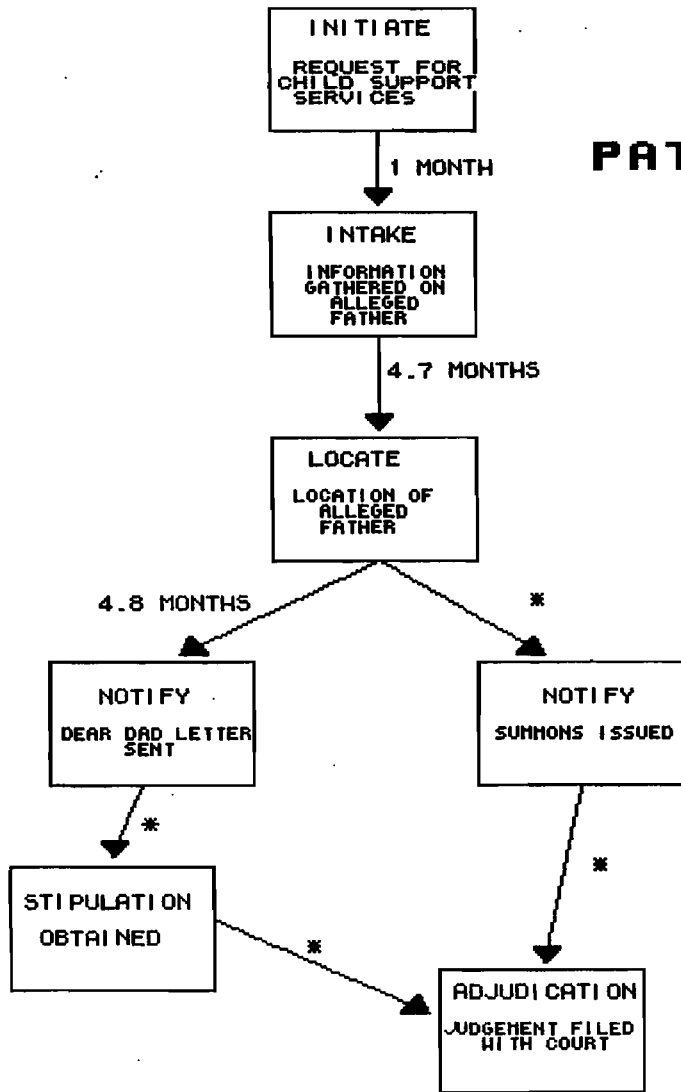 INITIATE
REQUEST FOR
CHILD SUPPORT
SERVICES
1 MONTH
INTAKE
INFORMATION
GATHERED ON
ALLEGED
FATHER
4.7 MONTHS
LOCATE
LOCATION OF
ALLEGED
FATHER
4.8 MONTHS
*
NOTIFY
DEAR DAD LETTER
SENT
NOTIFY
SUMMONS ISSUED
*
*
STIPULATION
OBTAINED
*
ADJUDICATION
JUDGEMENT FILED
WITH COURT